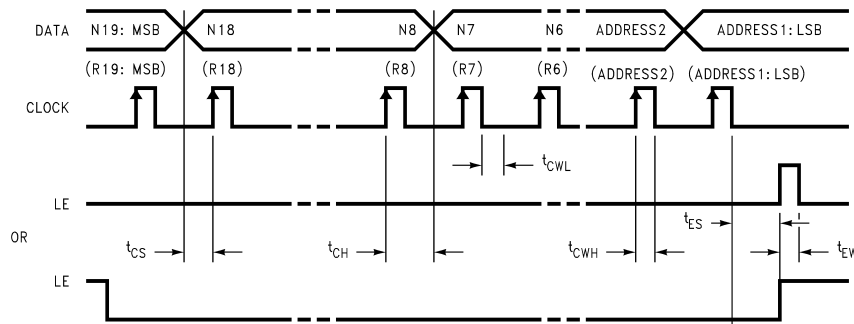 DATA N19: MSB N18 N8 N7 N6 ADDRESS2 ADDRESS1: LSB
(R19: MSB) (R18) (R8) (R7) (R6) (ADDRESS2) (ADDRESS1: LSB)
CLOCK
tCWL
LE
tES
OR
tCS tCH tCWH tEW
LE